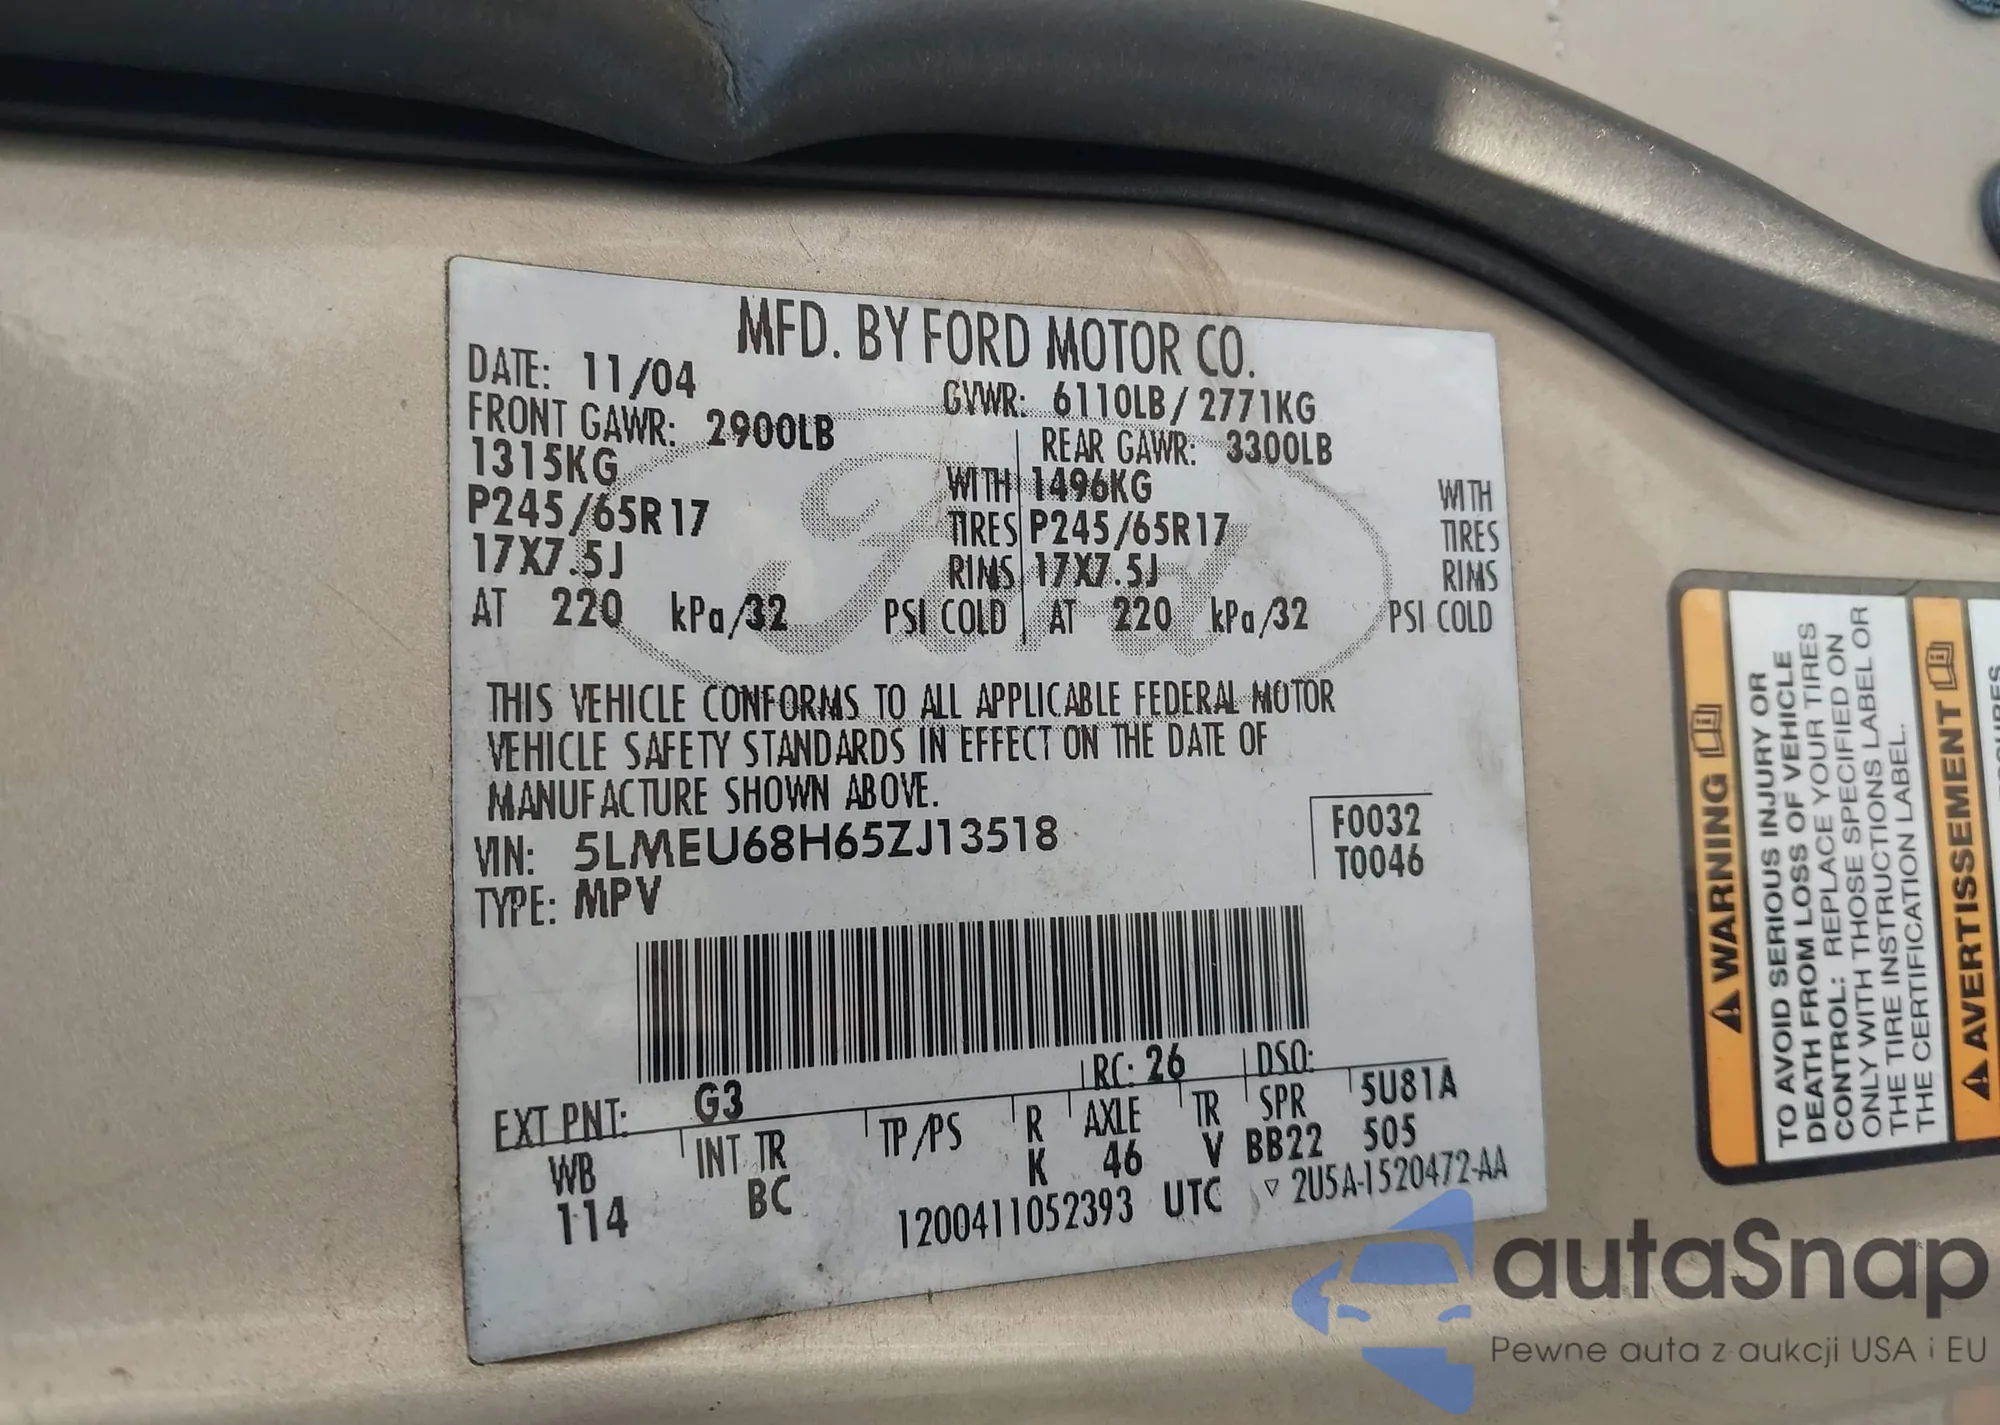 MFD. BY FORD MOTOR CO.
DATE: 11/04
GVWR: 6110LB / 2771KG
FRONT GAWR: 2900LB
REAR GAWR: 3300LB
1315KG WITH
1496KG WITH
P245/65R17 TIRES
P245/65R17 TIRES
17X7.5J RIMS
17X7.5J RIMS
AT 220 kPa/32 PSI COLD
AT 220 kPa/32 PSI COLD
Ford
THIS VEHICLE CONFORMS TO ALL APPLICABLE FEDERAL MOTOR
VEHICLE SAFETY STANDARDS IN EFFECT ON THE DATE OF
MANUFACTURE SHOWN ABOVE.
VIN: 5LMEU68H65ZJ13518
TYPE: MPV
F0032
T0046
EXT PNT: G3
RC: 26
DSO:
WB
INT TR
TP/PS
R
AXLE
TR
SPR
5U81A
114
BC
K
46
V
BB22
505
1200411052393 UTC
▽ 2U5A-1520472-AA
WARNING
TO AVOID SERIOUS INJURY OR
DEATH FROM LOSS OF VEHICLE
CONTROL: REPLACE YOUR TIRES
ONLY WITH THOSE SPECIFIED ON
THE TIRE INSTRUCTIONS LABEL OR
THE CERTIFICATION LABEL.
AVERTISSEMENT
autaSnap
Pewne auta z aukcji USA i EU